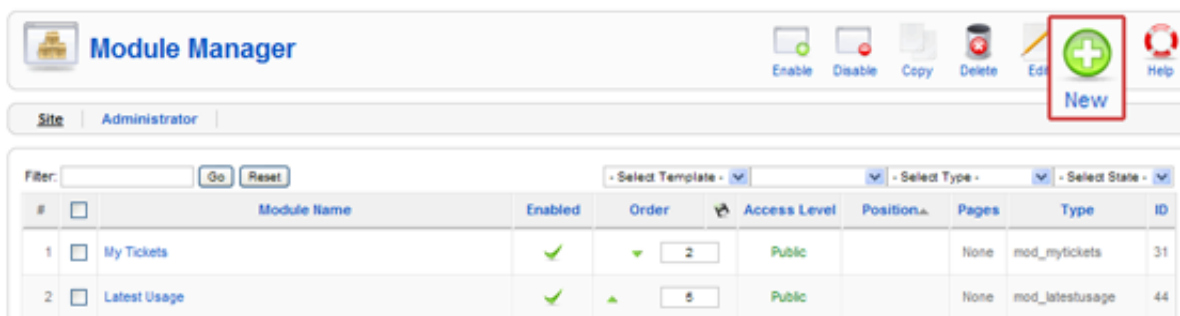 Module Manager
Enable Disable Copy Delete Edit New Help
Site Administrator
Filter: Go Reset - Select Template - - Select Type - - Select State -
# Module Name Enabled Order Access Level Position Pages Type ID
1 My Tickets 2 Public None mod_mytickets 31
2 Latest Usage 6 Public None mod_latestusage 44